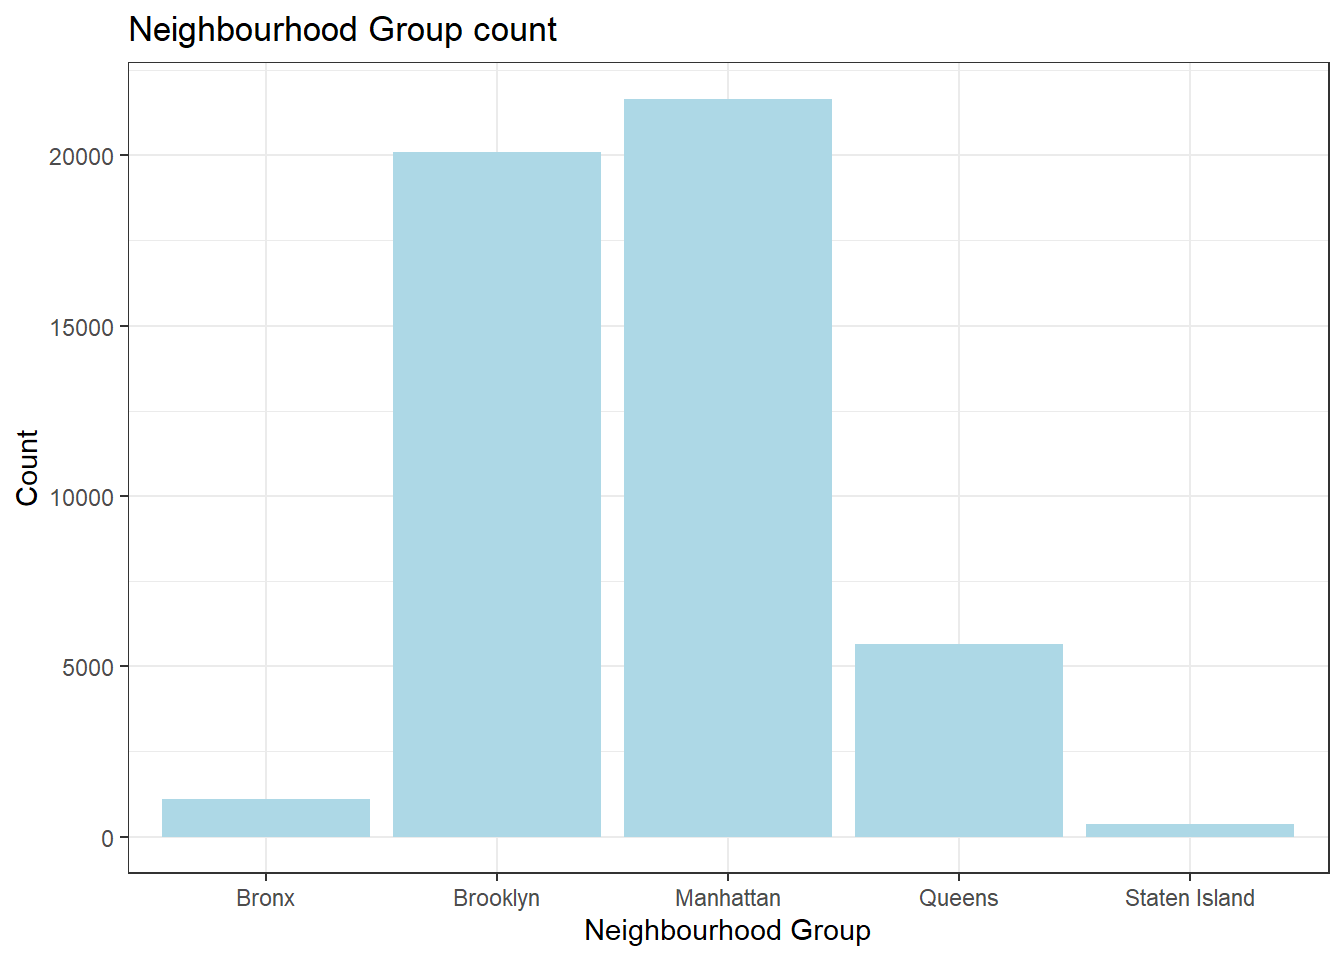 Neighbourhood Group count
Count
20000
15000
10000
5000
0
Bronx Brooklyn Manhattan Queens Staten Island
Neighbourhood Group